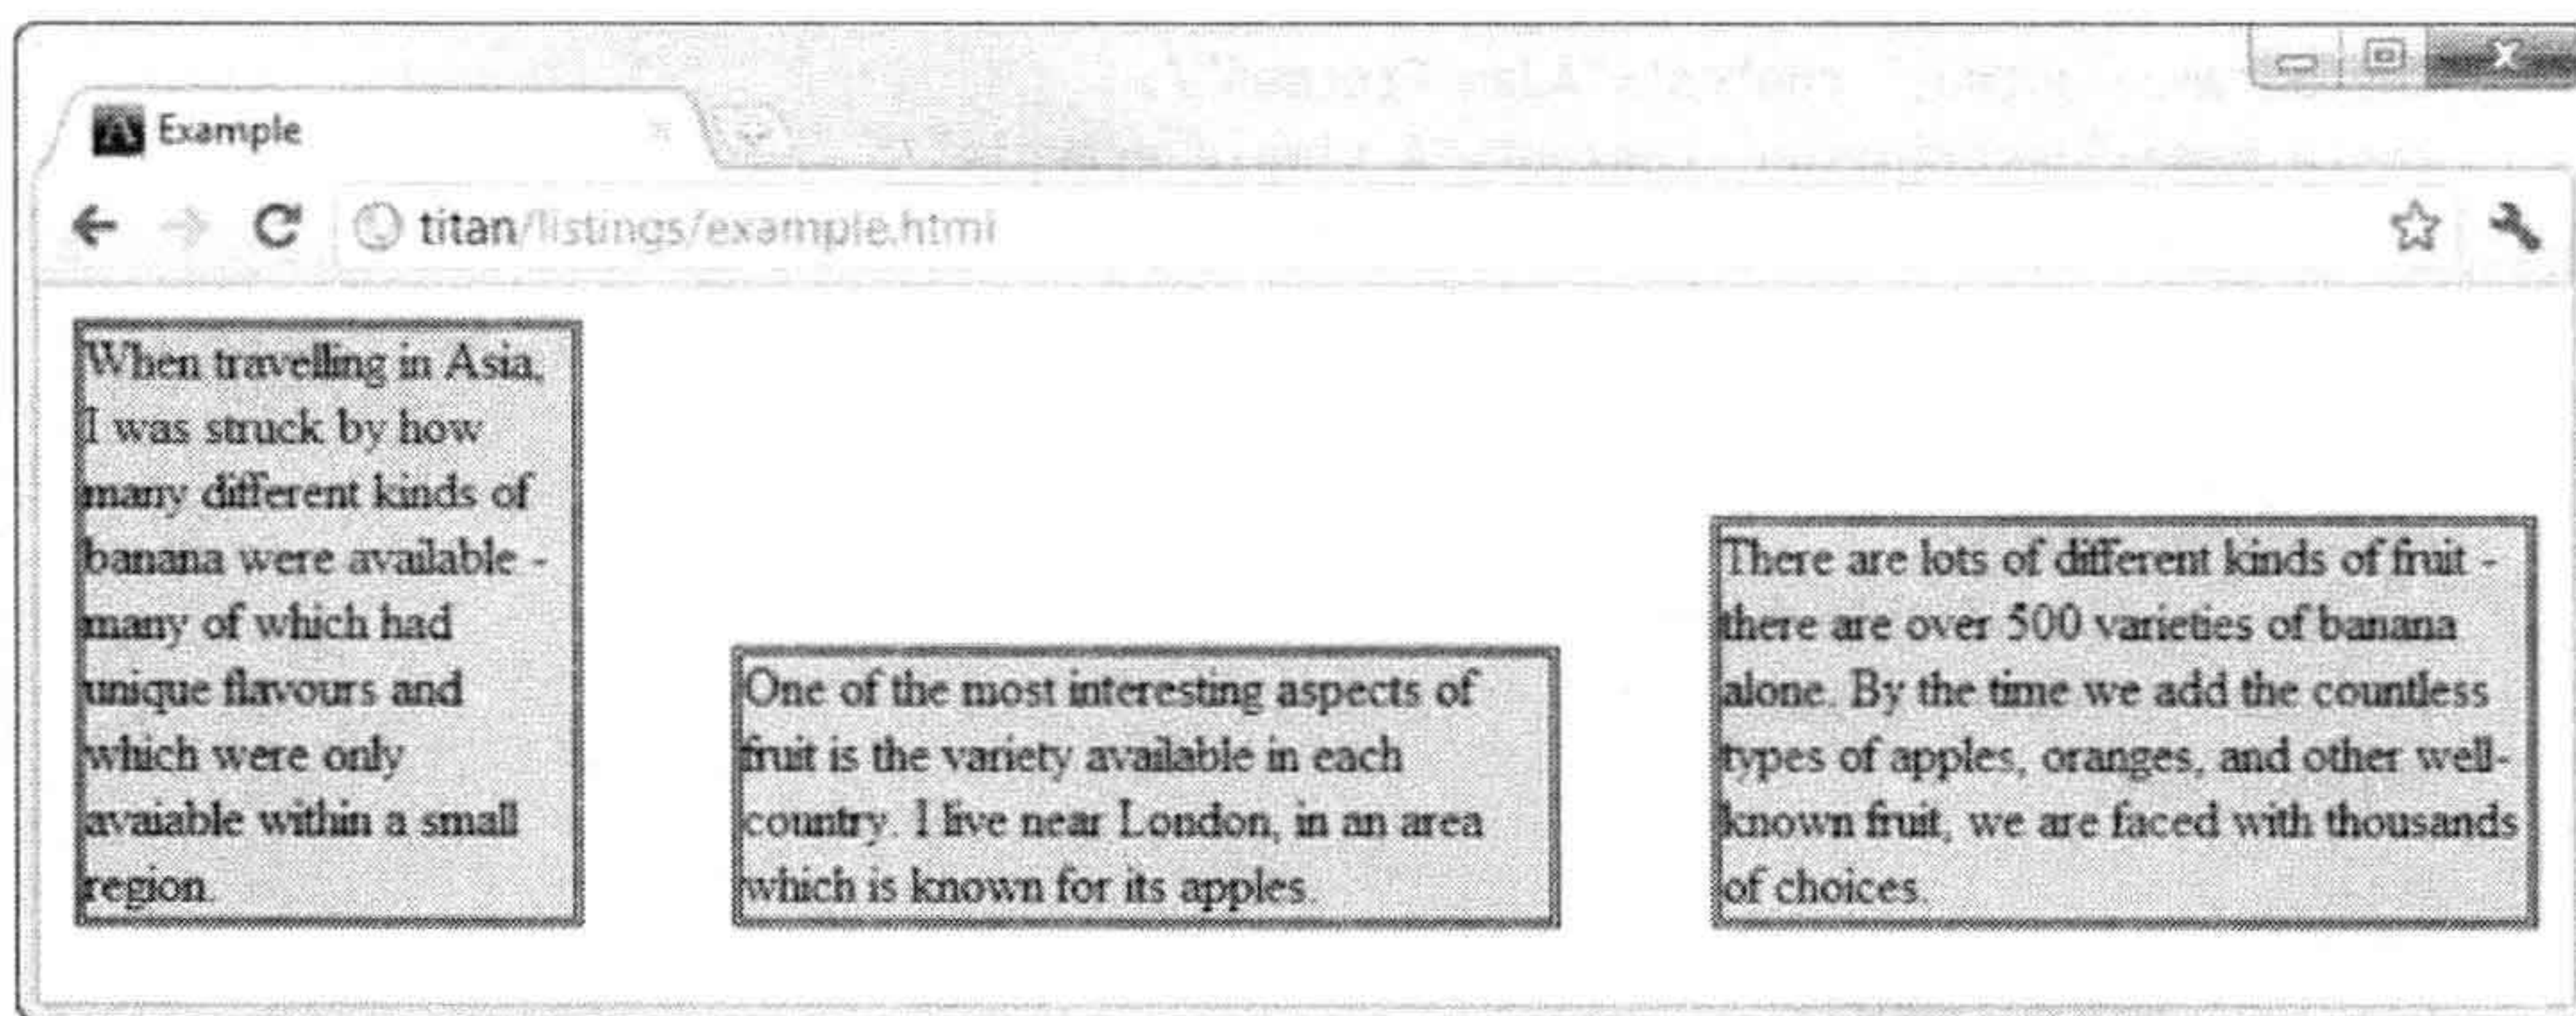 Example
titan/listings/example.html
When travelling in Asia,
I was struck by how
many different kinds of
banana were available -
many of which had
unique flavours and
which were only
avaiable within a small
region.
One of the most interesting aspects of
fruit is the variety available in each
country. I live near London, in an area
which is known for its apples.
There are lots of different kinds of fruit -
there are over 500 varieties of banana
alone. By the time we add the countless
types of apples, oranges, and other well-
known fruit, we are faced with thousands
of choices.